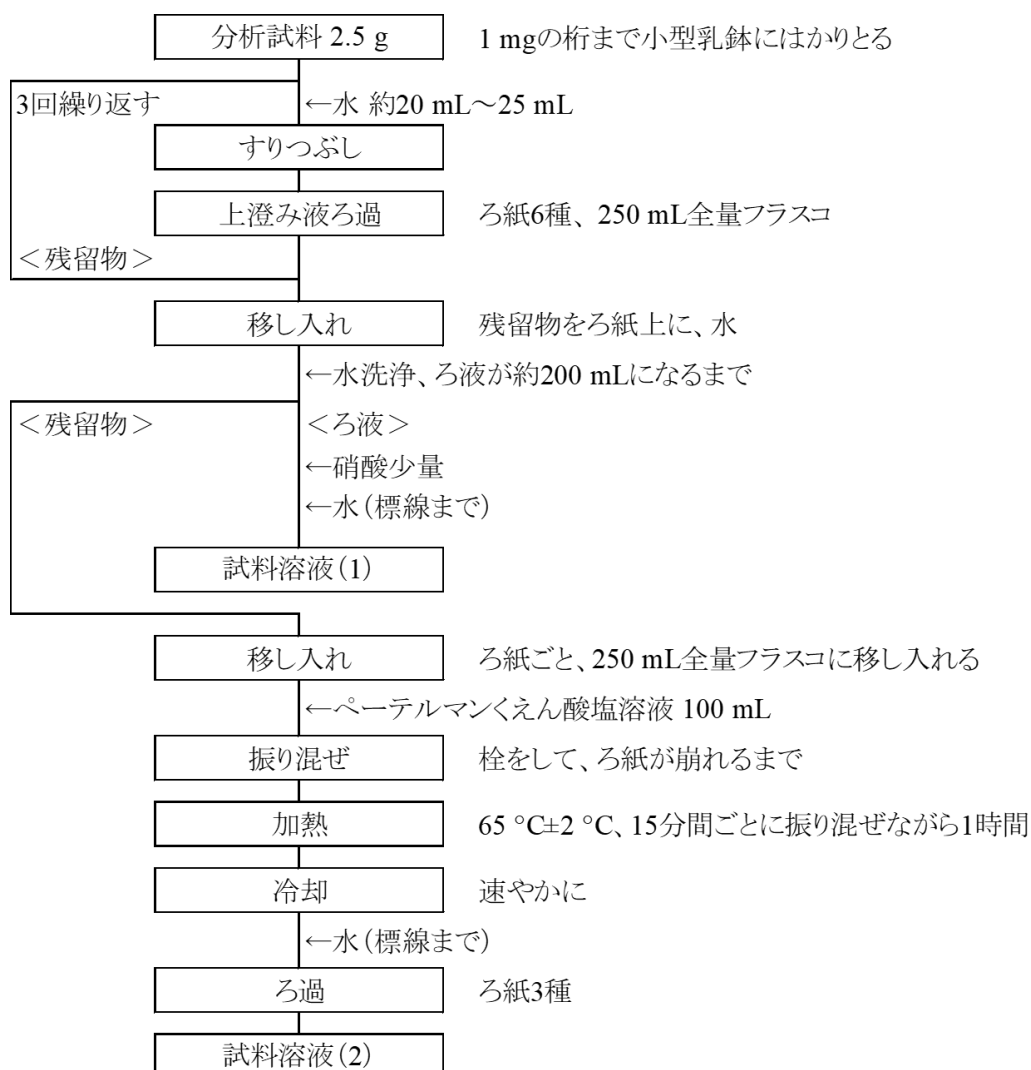 分析試料 2.5 g 1 mgの桁まで小型乳鉢にはかりとる
3回繰り返す ←水 約20 mL～25 mL
すりつぶし
上澄み液ろ過 ろ紙6種、 250 mL全量フラスコ
＜残留物＞
移し入れ 残留物をろ紙上に、水
←水洗浄、ろ液が約200 mLになるまで
＜残留物＞ ＜ろ液＞
←硝酸少量
←水（標線まで）
試料溶液（1）
移し入れ ろ紙ごと、250 mL全量フラスコに移し入れる
←ペーテルマンくえん酸塩溶液 100 mL
振り混ぜ 栓をして、ろ紙が崩れるまで
加熱 65 °C±2 °C、15分間ごとに振り混ぜながら1時間
冷却 速やかに
←水（標線まで）
ろ過 ろ紙3種
試料溶液（2）